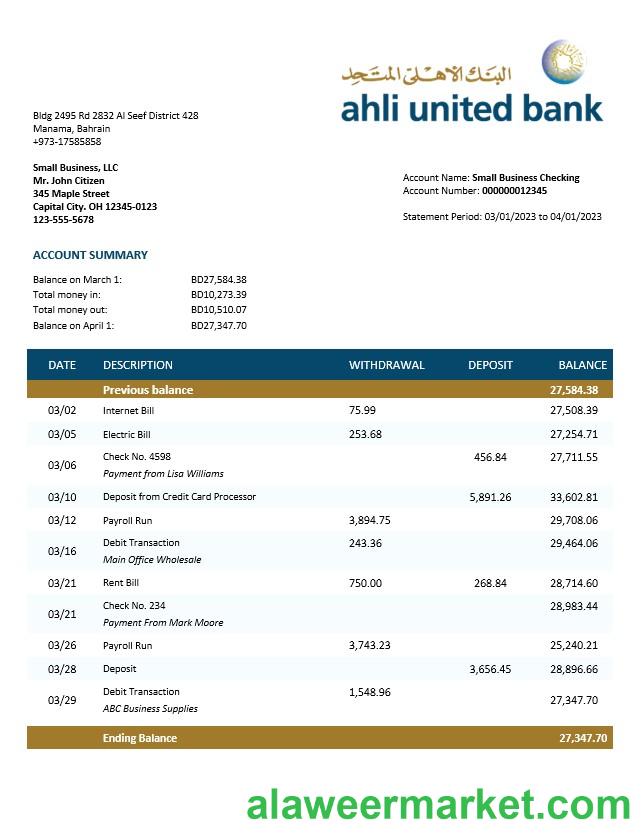 البنك الأهلي المتحد
ahli united bank
Bldg 2495 Rd 2832 Al Seef District 428
Manama, Bahrain
+973-17585858
Small Business, LLC
Mr. John Citizen
345 Maple Street
Capital City. OH 12345-0123
123-555-5678
Account Name: Small Business Checking
Account Number: 000000012345
Statement Period: 03/01/2023 to 04/01/2023
ACCOUNT SUMMARY
Balance on March 1: BD27,584.38
Total money in: BD10,273.39
Total money out: BD10,510.07
Balance on April 1: BD27,347.70
DATE DESCRIPTION WITHDRAWAL DEPOSIT BALANCE
Previous balance 27,584.38
03/02 Internet Bill 75.99 27,508.39
03/05 Electric Bill 253.68 27,254.71
03/06 Check No. 4598 456.84 27,711.55
Payment from Lisa Williams
03/10 Deposit from Credit Card Processor 5,891.26 33,602.81
03/12 Payroll Run 3,894.75 29,708.06
03/16 Debit Transaction 243.36 29,464.06
Main Office Wholesale
03/21 Rent Bill 750.00 268.84 28,714.60
03/21 Check No. 234 28,983.44
Payment From Mark Moore
03/26 Payroll Run 3,743.23 25,240.21
03/28 Deposit 3,656.45 28,896.66
03/29 Debit Transaction 1,548.96 27,347.70
ABC Business Supplies
Ending Balance 27,347.70
alaweermarket.com